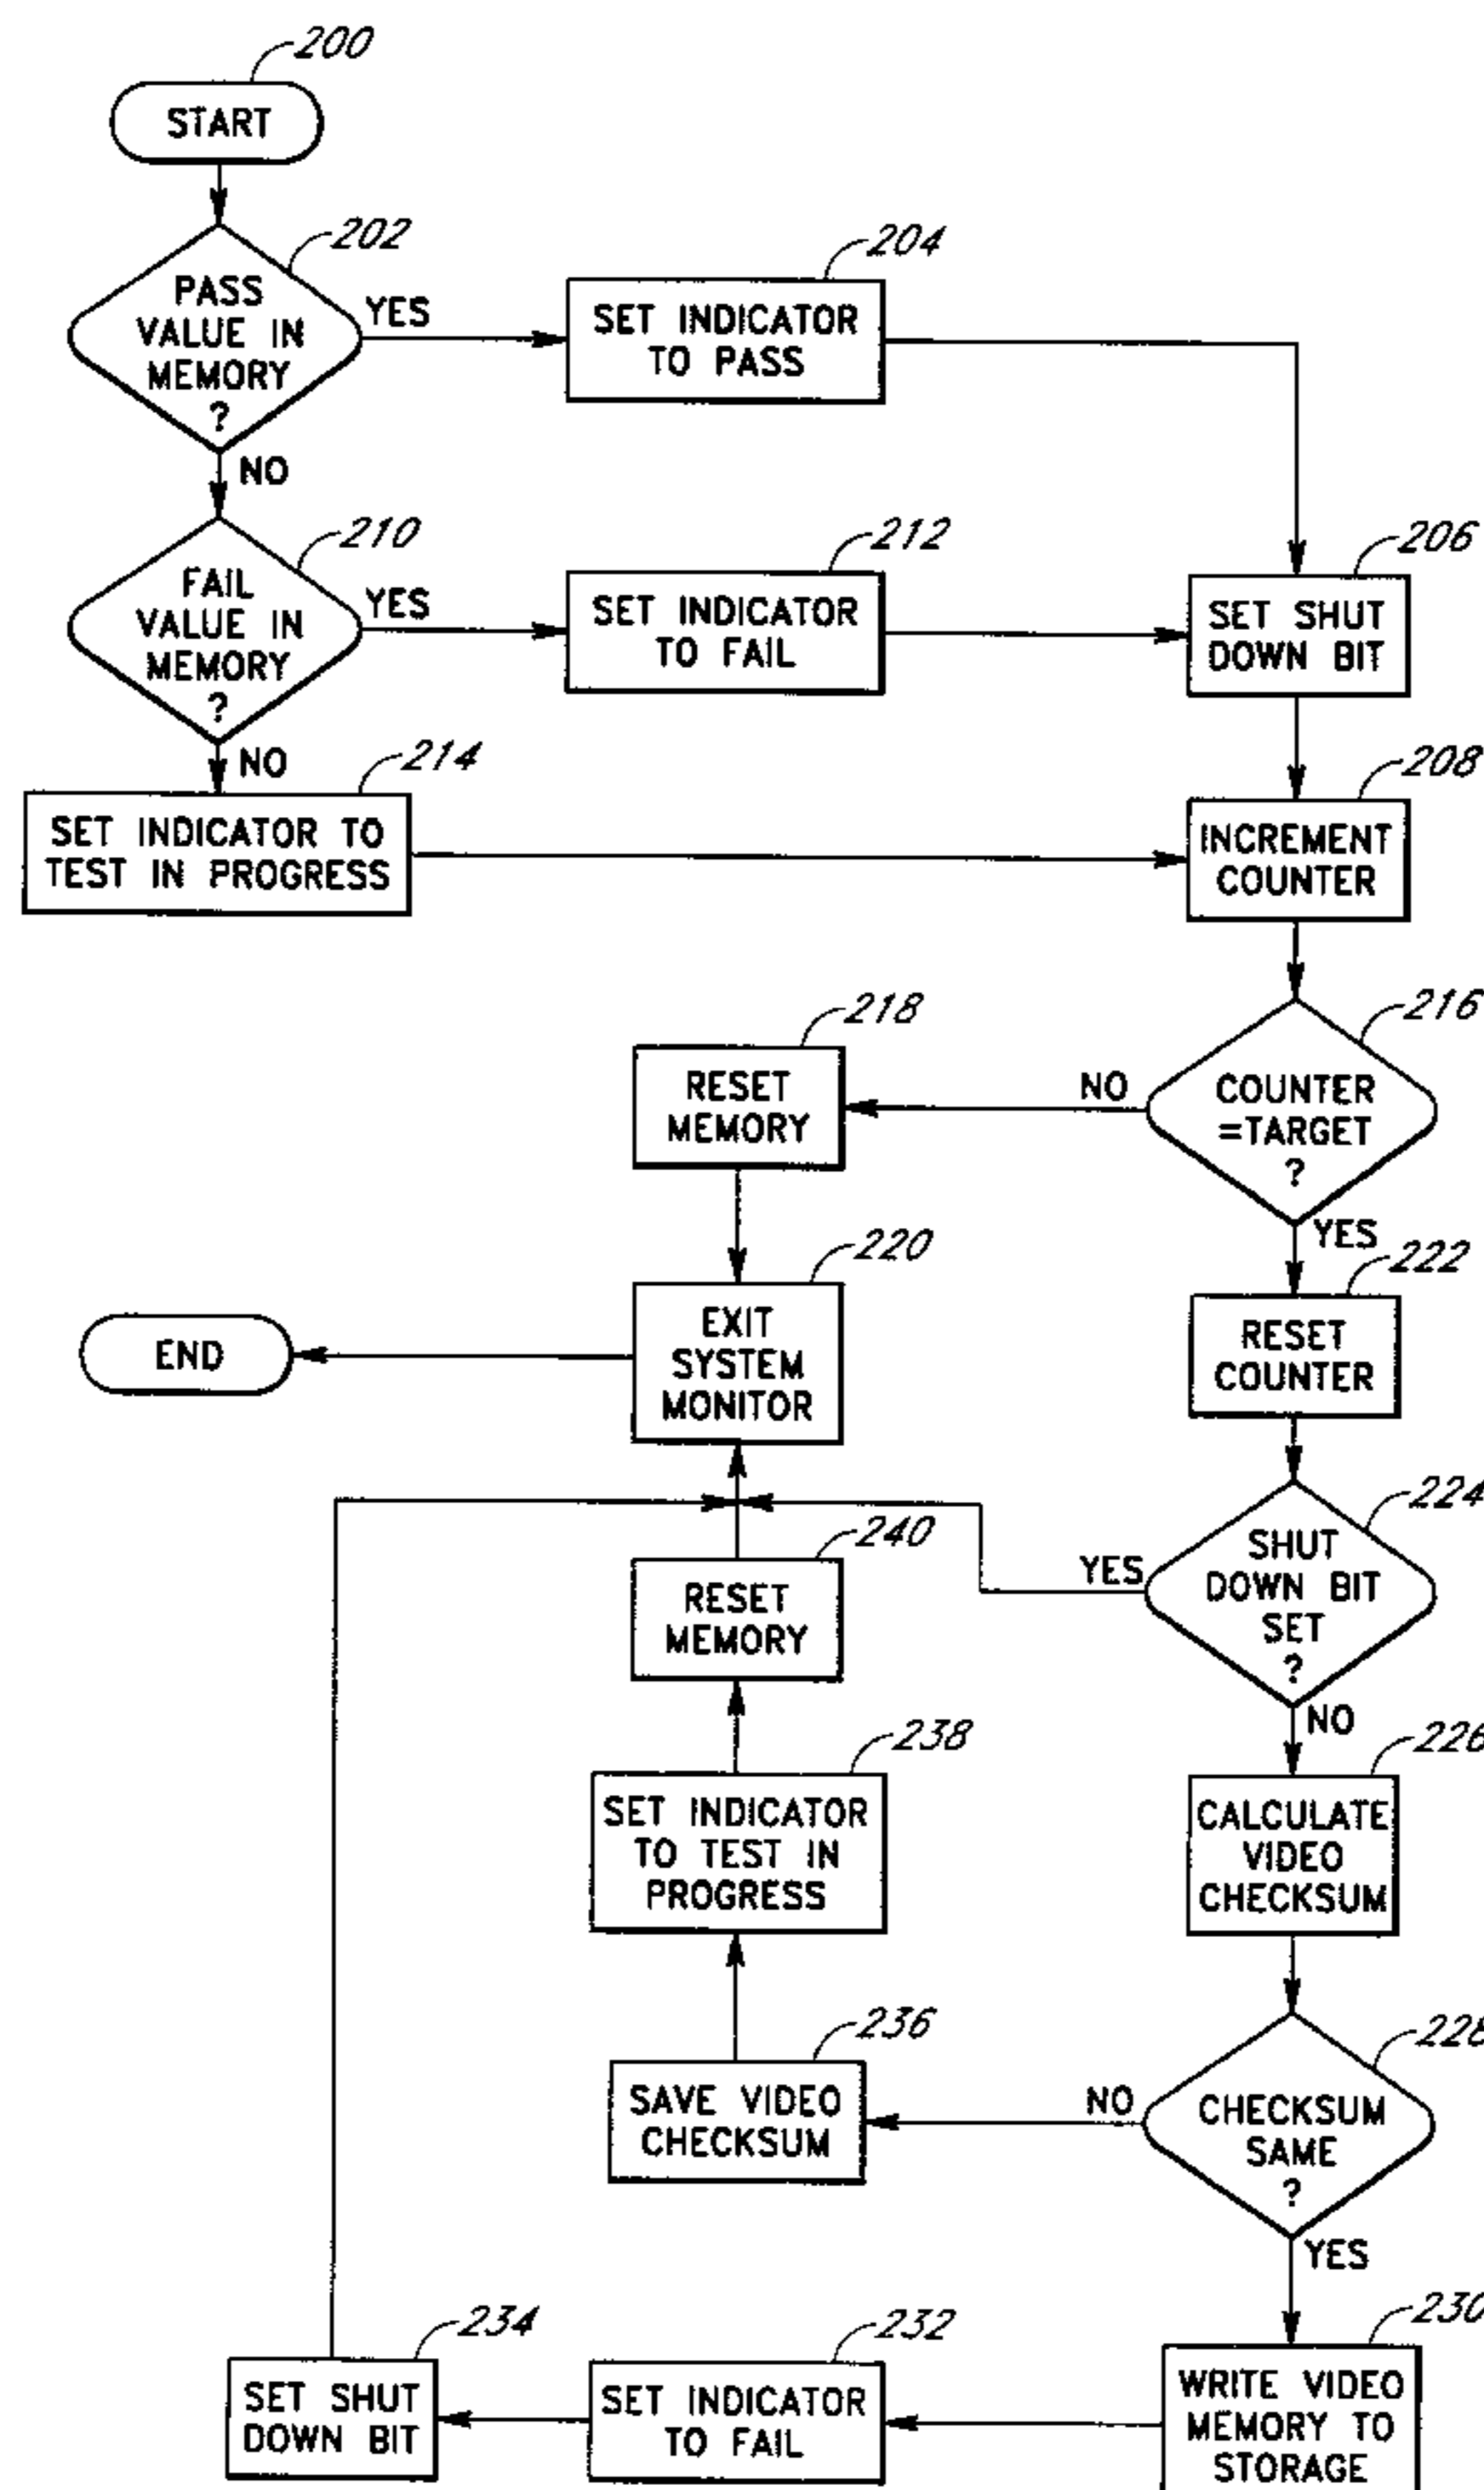 200
START
202
PASS
VALUE IN
MEMORY
?
YES
NO
204
SET INDICATOR
TO PASS
210
FAIL
VALUE IN
MEMORY
?
YES
NO
212
SET INDICATOR
TO FAIL
206
SET SHUT
DOWN BIT
214
SET INDICATOR TO
TEST IN PROGRESS
208
INCREMENT
COUNTER
216
COUNTER
=TARGET
?
NO
YES
218
RESET
MEMORY
220
EXIT
SYSTEM
MONITOR
END
222
RESET
COUNTER
224
SHUT
DOWN BIT
SET
?
YES
NO
240
RESET
MEMORY
238
SET INDICATOR
TO TEST IN
PROGRESS
226
CALCULATE
VIDEO
CHECKSUM
236
SAVE VIDEO
CHECKSUM
228
CHECKSUM
SAME
?
NO
YES
234
SET SHUT
DOWN BIT
232
SET INDICATOR
TO FAIL
230
WRITE VIDEO
MEMORY TO
STORAGE